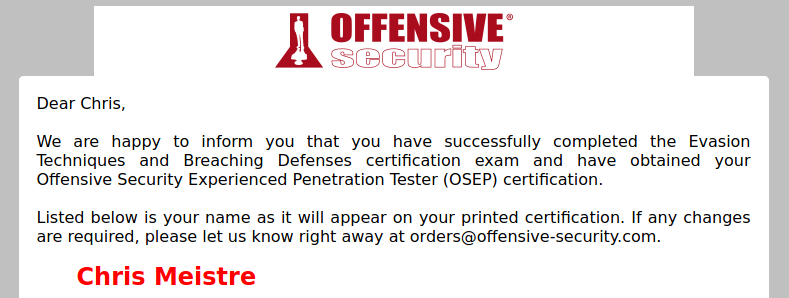 OFFENSIVE®
security
Dear Chris,
We are happy to inform you that you have successfully completed the Evasion
Techniques and Breaching Defenses certification exam and have obtained your
Offensive Security Experienced Penetration Tester (OSEP) certification.
Listed below is your name as it will appear on your printed certification. If any changes
are required, please let us know right away at orders@offensive-security.com.
Chris Meistre